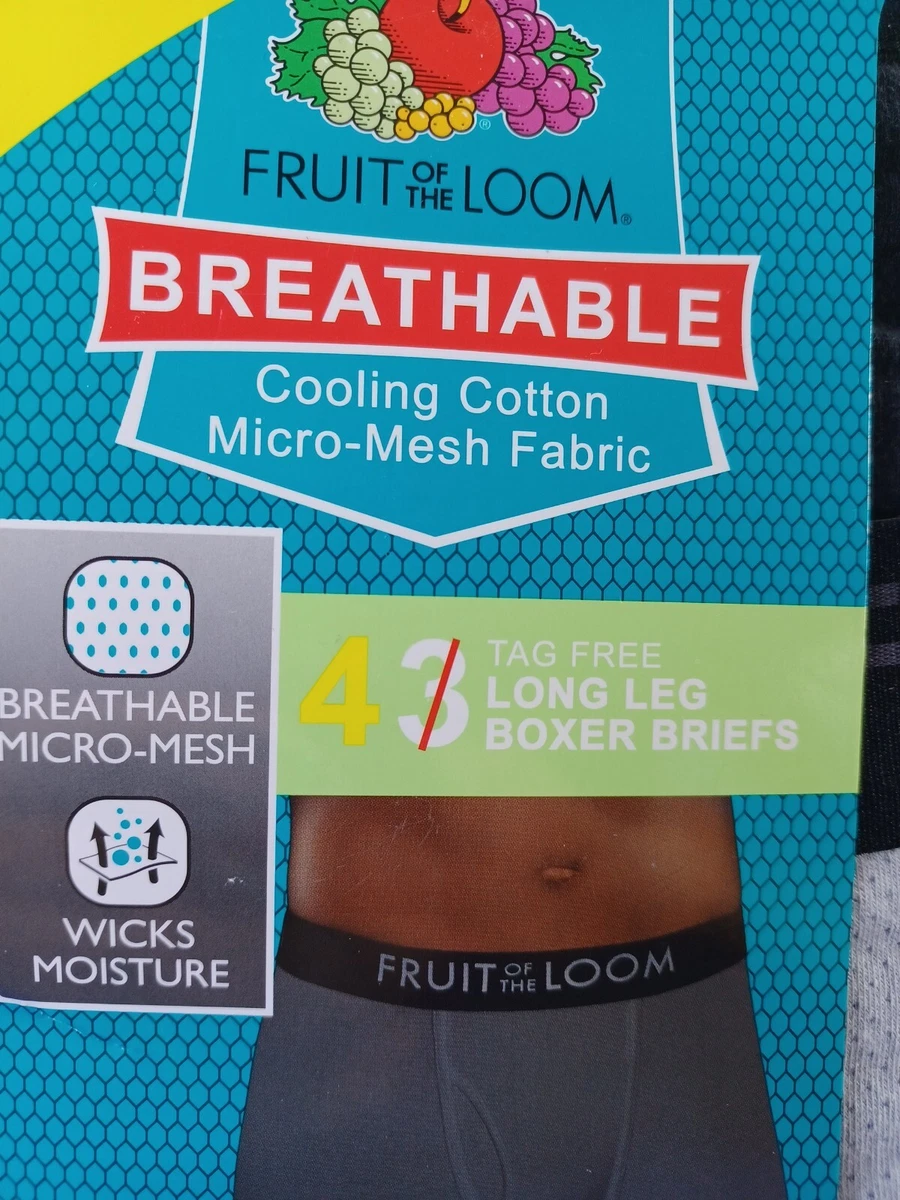 FRUIT OF THE LOOM®
BREATHABLE
Cooling Cotton
Micro-Mesh Fabric
BREATHABLE
MICRO-MESH
WICKS
MOISTURE
4 3 TAG FREE
LONG LEG
BOXER BRIEFS
FRUIT OF THE LOOM